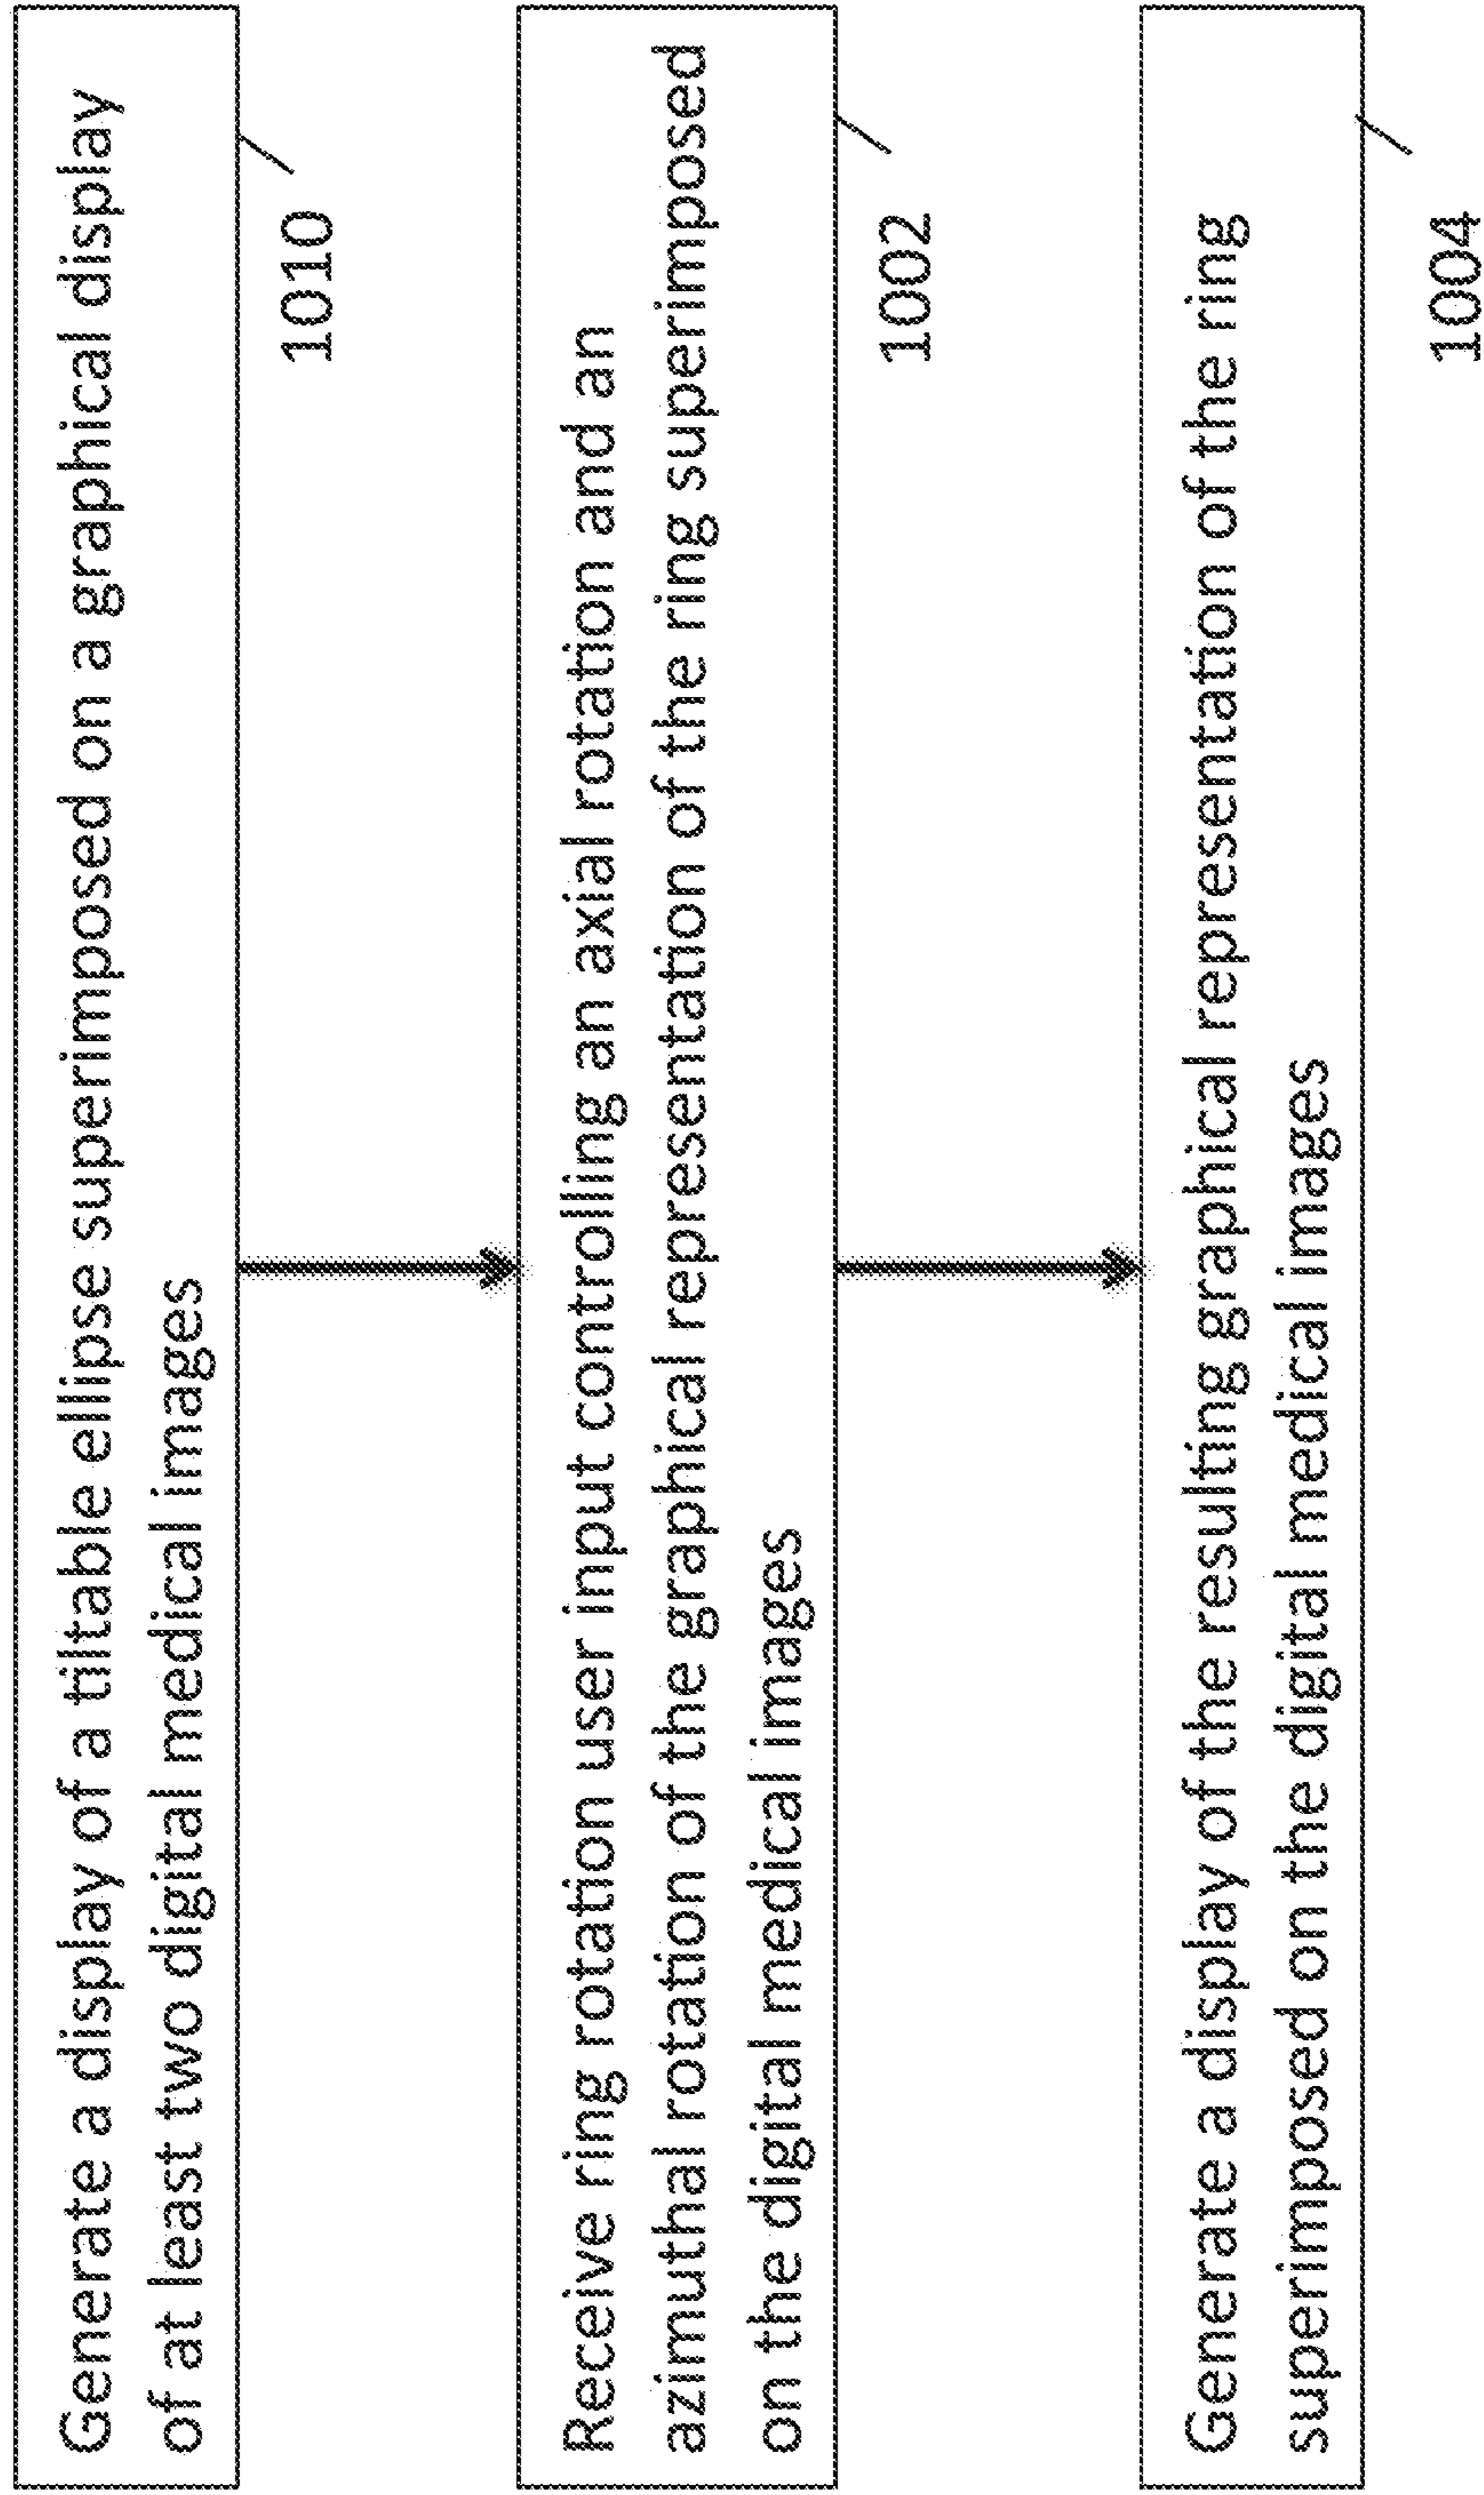 Generate a display of a tiltable ellipse superimposed on a graphical display
of at least two digital medical images
1010
Receive ring rotation user input controlling an axial rotation and an
azimuthal rotation of the graphical representation of the ring superimposed
on the digital medical images
1002
Generate a display of the resulting graphical representation of the ring
superimposed on the digital medical images
1004